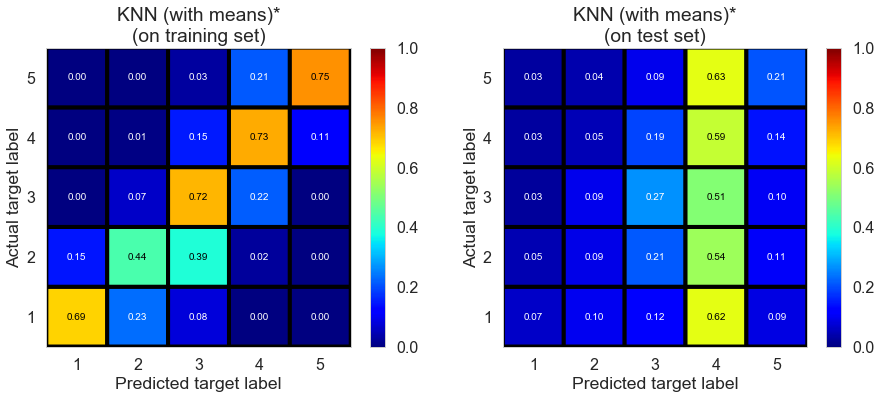 KNN (with means)*
(on training set)
Actual target label
5 0.00 0.00 0.03 0.21 0.75
4 0.00 0.01 0.15 0.73 0.11
3 0.00 0.07 0.72 0.22 0.00
2 0.15 0.44 0.39 0.02 0.00
1 0.69 0.23 0.08 0.00 0.00
1 2 3 4 5
Predicted target label
1.0
0.8
0.6
0.4
0.2
0.0
KNN (with means)*
(on test set)
Actual target label
5 0.03 0.04 0.09 0.63 0.21
4 0.03 0.05 0.19 0.59 0.14
3 0.03 0.09 0.27 0.51 0.10
2 0.05 0.09 0.21 0.54 0.11
1 0.07 0.10 0.12 0.62 0.09
1 2 3 4 5
Predicted target label
1.0
0.8
0.6
0.4
0.2
0.0